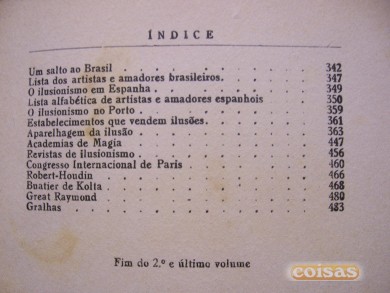 ÍNDICE
Um salto ao Brasil . . . . . . . . 342
Lista dos artistas e amadores brasileiros. . . . . 347
O ilusionismo em Espanha . . . . . . . 349
Lista alfabética de artistas e amadores espanhois . . . 350
O ilusionismo no Porto . . . . . . . 359
Estabelecimentos que vendem ilusões. . . . . . 361
Aparelhagem da ilusão . . . . . . . 363
Academias de Magia . . . . . . . 447
Revistas de ilusionismo . . . . . . . 456
Congresso Internacional de Paris . . . . . . 460
Robert-Houdin . . . . . . . . 466
Buatier de Kolta . . . . . . . . 468
Great Raymond . . . . . . . . 480
Gralhas . . . . . . . . . 483
Fim do 2.º e último volume
coisas